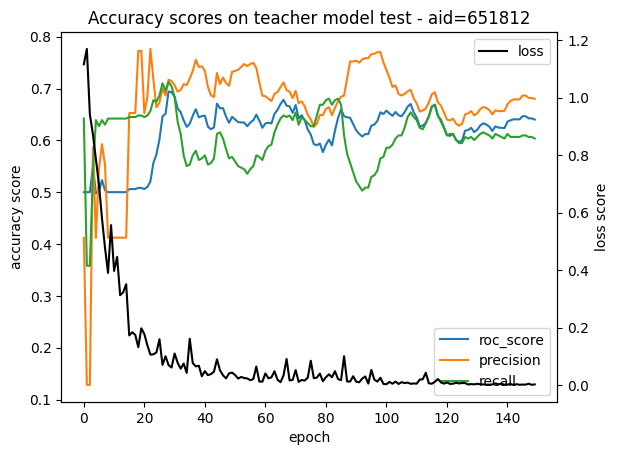 Accuracy scores on teacher model test - aid=651812
0.8
0.7
0.6
0.5
0.4
0.3
0.2
0.1
accuracy score
1.2
1.0
0.8
0.6
0.4
0.2
0.0
loss score
loss
roc_score
precision
recall
0 20 40 60 80 100 120 140
epoch